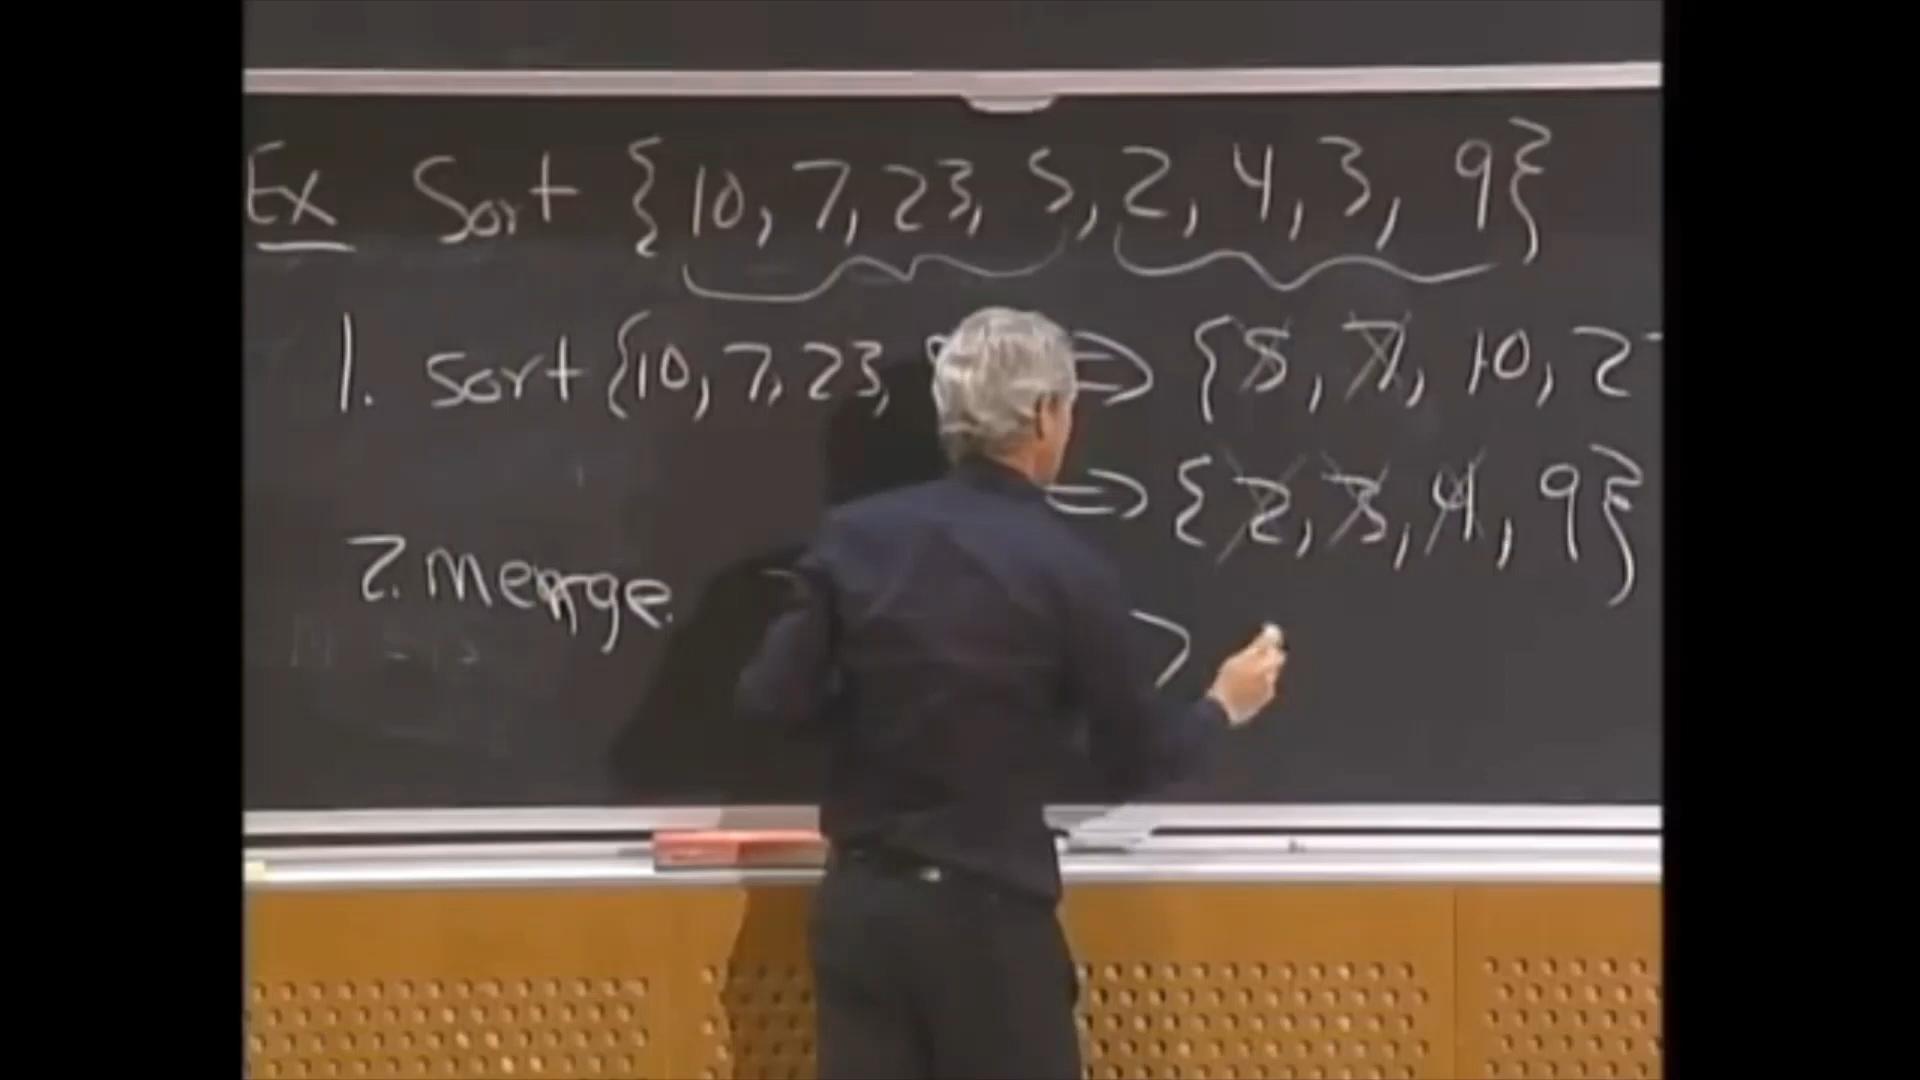 Ex Sort {10, 7, 23, 5, 2, 4, 3, 9}
1. sort {10, 7, 23, ⇒ {5, 7, 10, 2
⇒ {2, 3, 4, 9}
2. merge.